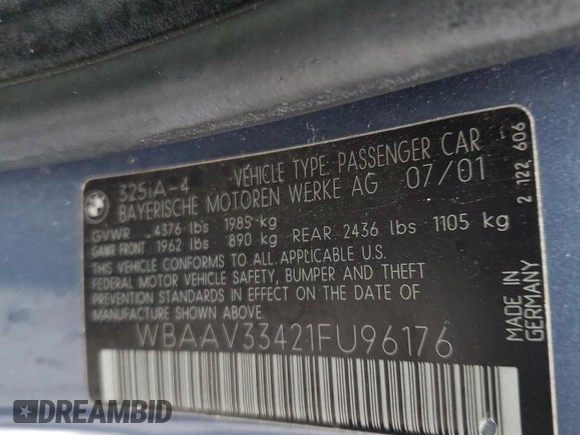 325iA-4 VEHICLE TYPE: PASSENGER CAR
BAYERISCHE MOTOREN WERKE AG 07/01
GVWR 4376 lbs 1985 kg
GAWR FRONT 1962 lbs 890 kg REAR 2436 lbs 1105 kg
THIS VEHICLE CONFORMS TO ALL APPLICABLE U.S.
FEDERAL MOTOR VEHICLE SAFETY, BUMPER AND THEFT
PREVENTION STANDARDS IN EFFECT ON THE DATE OF
MANUFACTURE SHOWN ABOVE.
WBAAV33421FU96176
MADE IN
GERMANY
2 122 606
DREAMBID